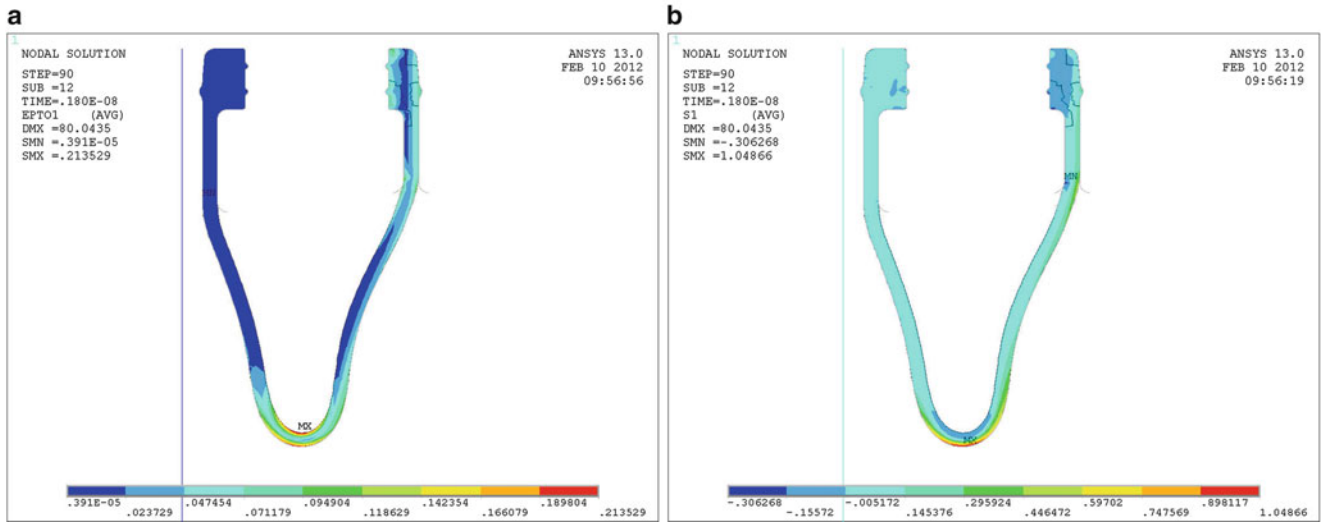 a
1
NODAL SOLUTION
STEP=90
SUB =12
TIME=.180E-08
EPTO1 (AVG)
DMX =80.0435
SMN =.391E-05
SMX =.213529
ANSYS 13.0
FEB 10 2012
09:56:56
MX
.391E-05 .047454 .094904 .142354 .189804
.023729 .071179 .118629 .166079 .213529
b
1
NODAL SOLUTION
STEP=90
SUB =12
TIME=.180E-08
S1 (AVG)
DMX =80.0435
SMN =-.306268
SMX =1.04866
ANSYS 13.0
FEB 10 2012
09:56:19
MN
MX
-.306268 -.005172 .295924 .59702 .898117
-.15572 .145376 .446472 .747569 1.04866